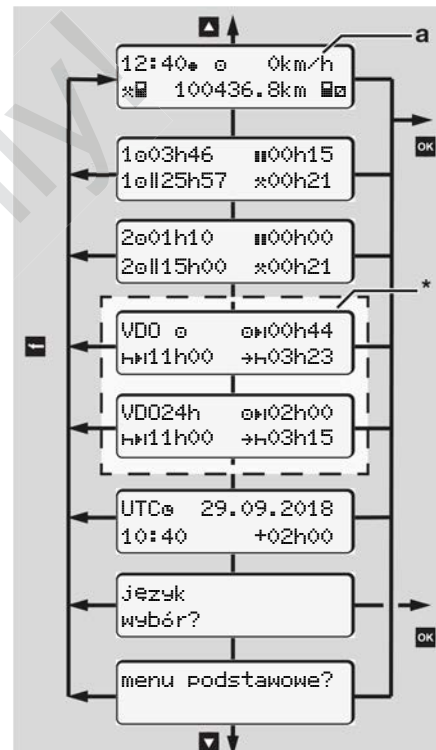 a
12:40 0km/h
100436.8km
OK
1 03h46 00h15
1 25h57 00h21
2 01h10 00h00
2 15h00 00h21
*
VDO 00h44
11h00 03h23
VDO24h 02h00
11h00 03h15
UTC 29.09.2018
10:40 +02h00
język
wybór?
OK
menu podstawowe?